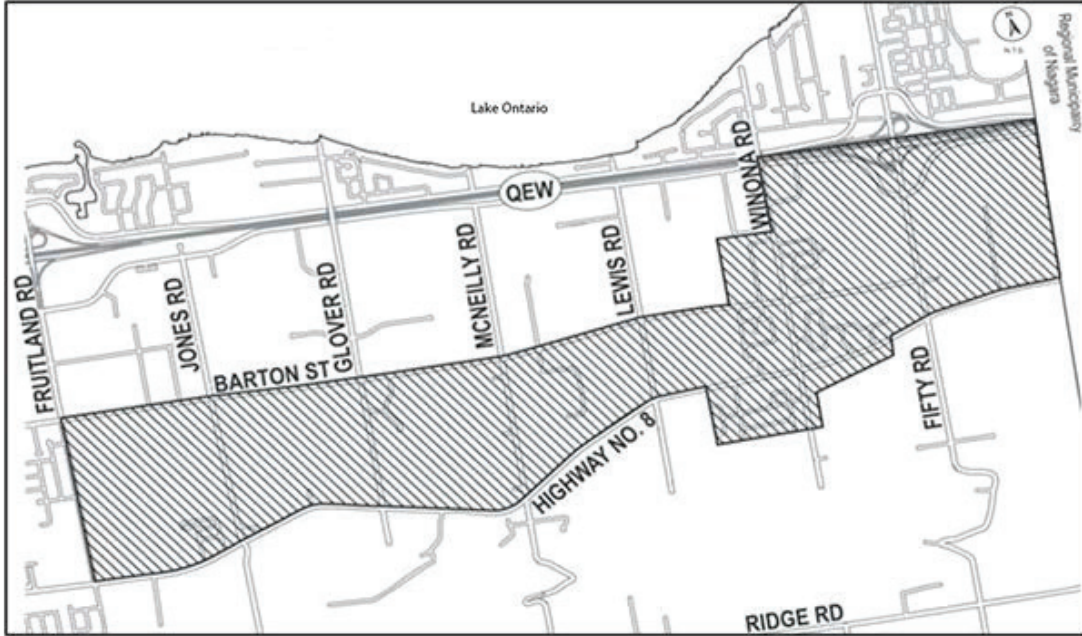 Lake Ontario
N.T.S
Regional Municipality
of Niagara
QEW
WINONA RD
FRUITLAND RD
JONES RD
GLOVER RD
MCNEILLY RD
LEWIS RD
BARTON ST
HIGHWAY NO. 8
FIFTY RD
RIDGE RD